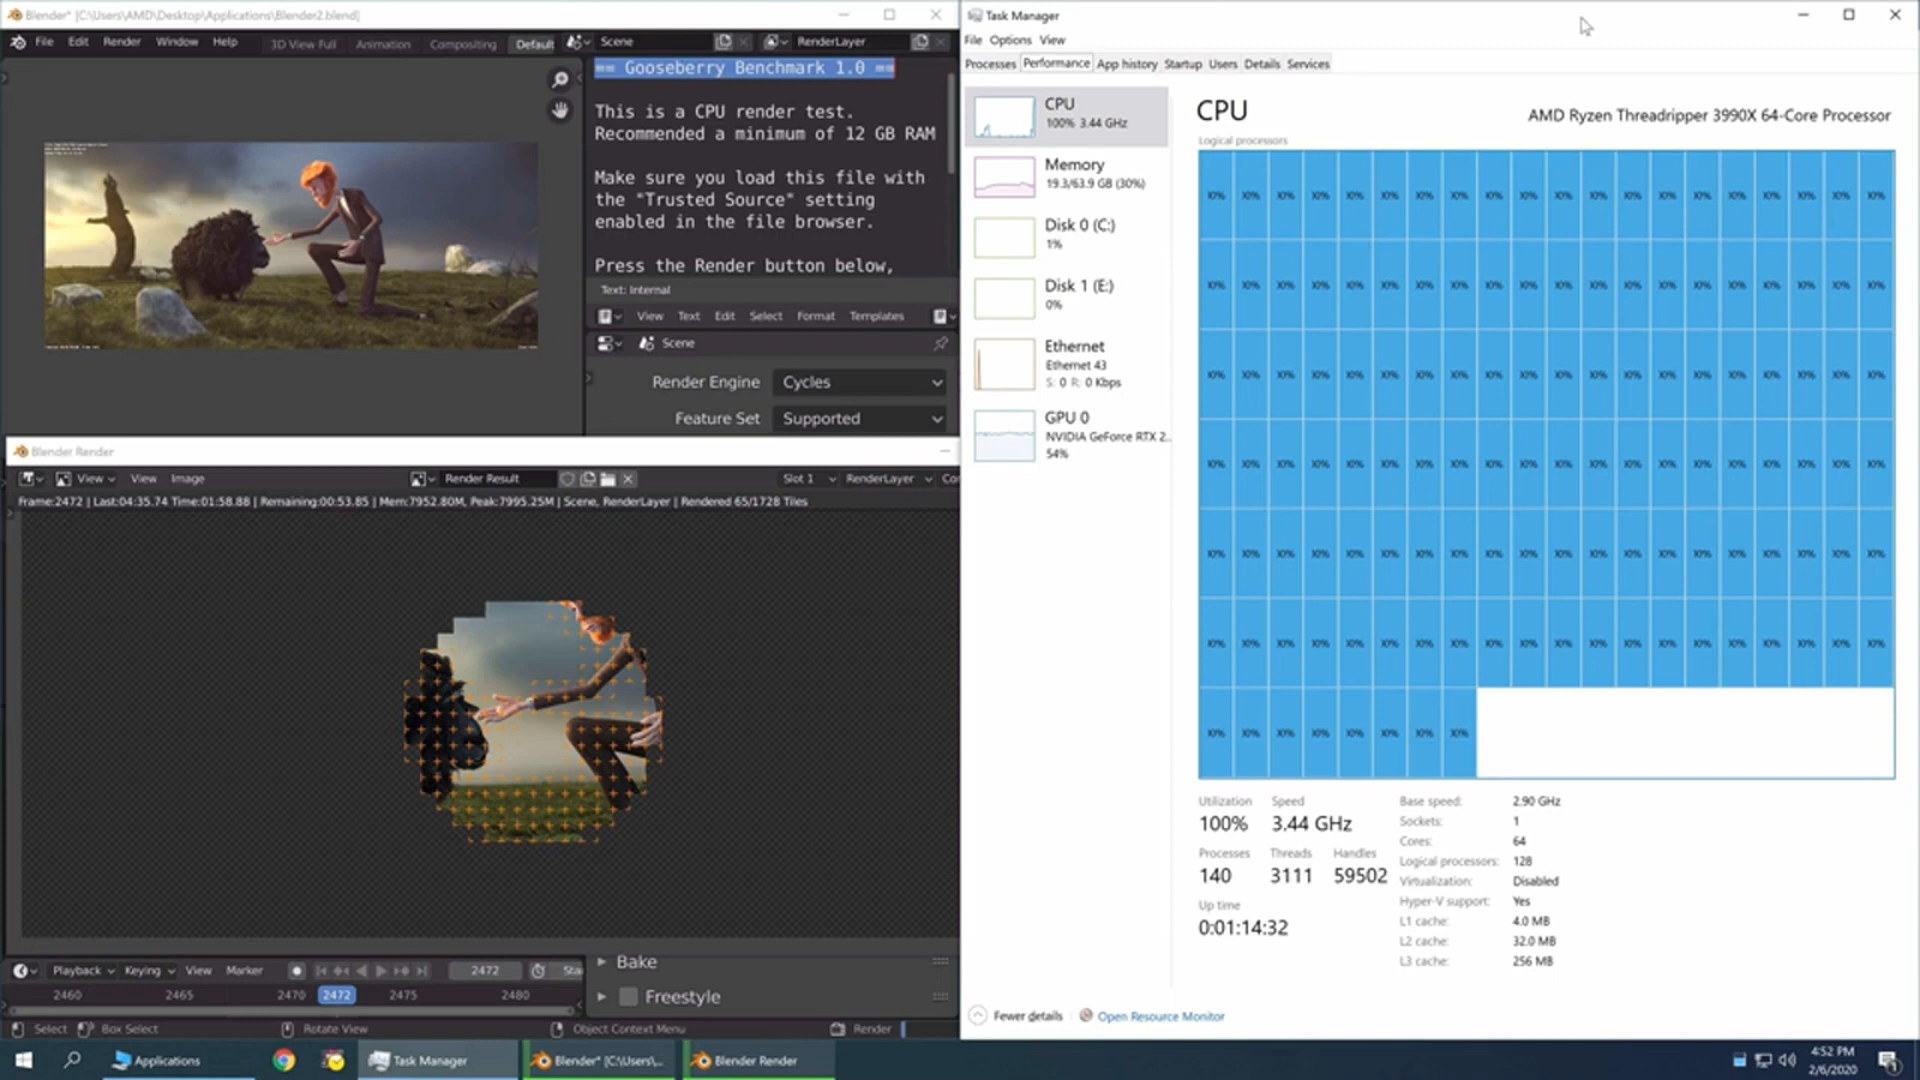 Blender* [C:\Users\AMD\Desktop\Applications\Blender2.blend]
File Edit Render Window Help 3D View Full Animation Compositing Default Scene RenderLayer
== Gooseberry Benchmark 1.0 ==
This is a CPU render test.
Recommended a minimum of 12 GB RAM
Make sure you load this file with
the "Trusted Source" setting
enabled in the file browser.
Press the Render button below,
Text: Internal
View Text Edit Select Format Templates
Scene
Render Engine Cycles
Feature Set Supported
Blender Render
View View Image Render Result Slot 1 RenderLayer
Frame:2472 | Last:04:35.74 Time:01:58.88 | Remaining:00:53.85 | Mem:7952.80M, Peak:7995.25M | Scene, RenderLayer | Rendered 65/1728 Tiles
Playback Keying View Marker 2472
2460 2465 2470 2472 2475 2480
Bake
Freestyle
Select Box Select Rotate View Object Context Menu Render
Task Manager
File Options View
Processes Performance App history Startup Users Details Services
CPU
100% 3.44 GHz
Memory
19.3/63.9 GB (30%)
Disk 0 (C:)
1%
Disk 1 (E:)
0%
Ethernet
Ethernet 43
S: 0 R: 0 Kbps
GPU 0
NVIDIA GeForce RTX 2...
54%
CPU AMD Ryzen Threadripper 3990X 64-Core Processor
Logical processors
Utilization Speed
100% 3.44 GHz
Processes Threads Handles
140 3111 59502
Up time
0:01:14:32
Base speed: 2.90 GHz
Sockets: 1
Cores: 64
Logical processors: 128
Virtualization: Disabled
Hyper-V support: Yes
L1 cache: 4.0 MB
L2 cache: 32.0 MB
L3 cache: 256 MB
Fewer details Open Resource Monitor
Applications Task Manager Blender* [C:\Users\... Blender Render
4:52 PM
2/6/2020